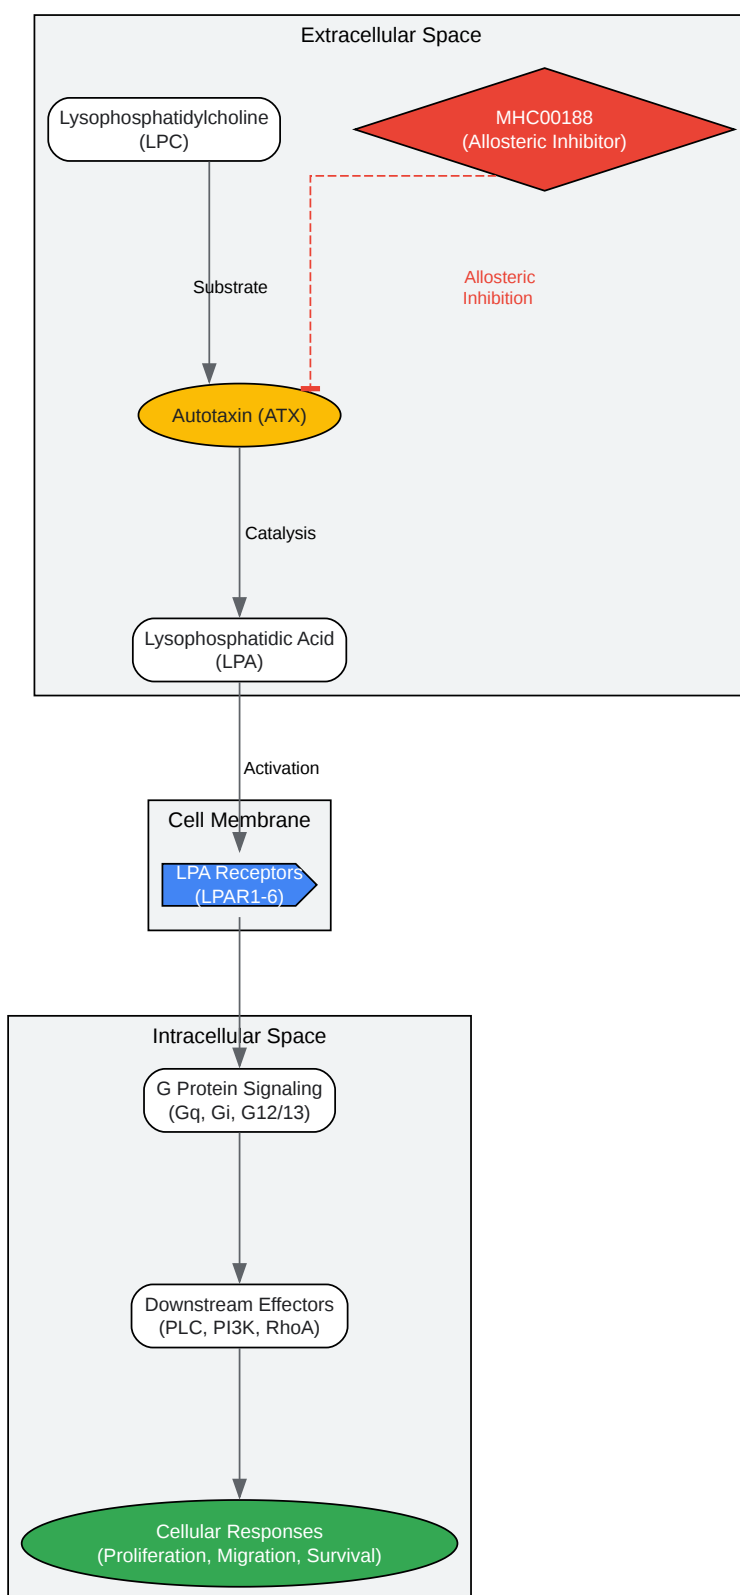 Extracellular Space
Lysophosphatidylcholine
(LPC)
MHC00188
(Allosteric Inhibitor)
Substrate
Allosteric
Inhibition
Autotaxin (ATX)
Catalysis
Lysophosphatidic Acid
(LPA)
Activation
Cell Membrane
LPA Receptors
(LPAR1-6)
Intracellular Space
G Protein Signaling
(Gq, Gi, G12/13)
Downstream Effectors
(PLC, PI3K, RhoA)
Cellular Responses
(Proliferation, Migration, Survival)